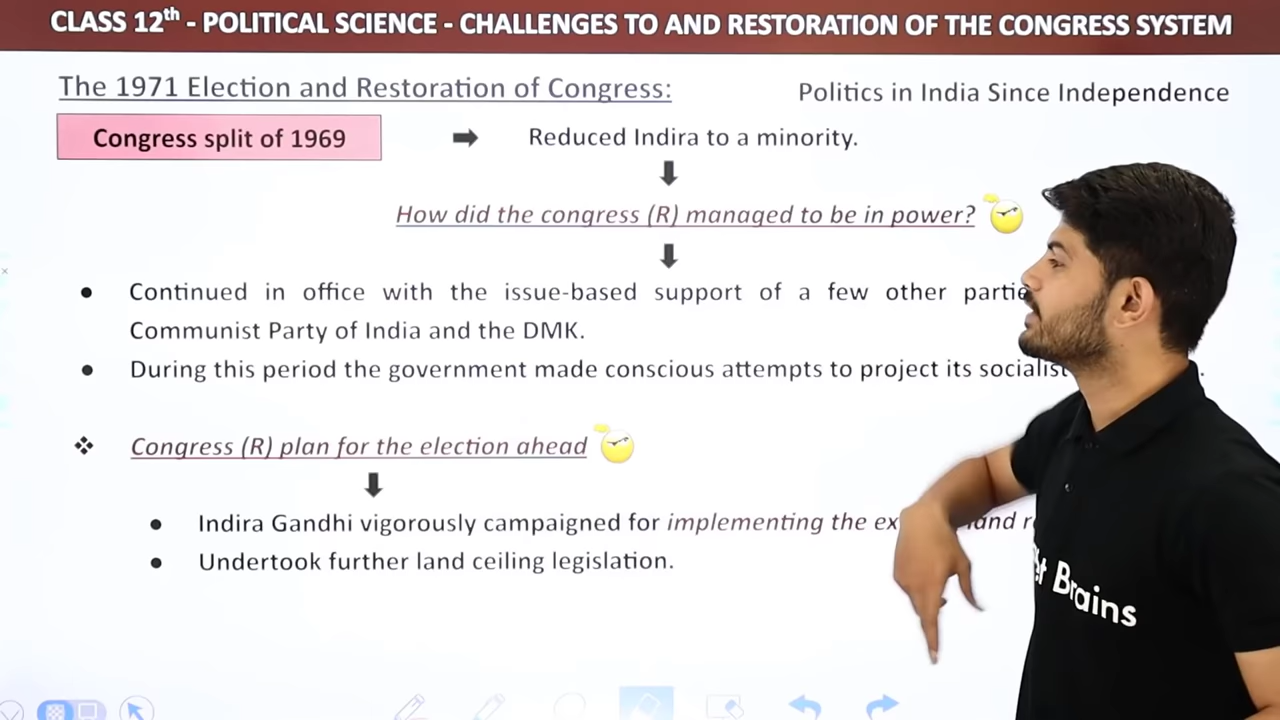 CLASS 12th - POLITICAL SCIENCE - CHALLENGES TO AND RESTORATION OF THE CONGRESS SYSTEM
The 1971 Election and Restoration of Congress:
Politics in India Since Independence
Congress split of 1969
Reduced Indira to a minority.
How did the congress (R) managed to be in power?
Continued in office with the issue-based support of a few other
Communist Party of India and the DMK.
During this period the government made conscious attempts to project its socialist
Congress (R) plan for the election ahead
Indira Gandhi vigorously campaigned for implementing the land
Undertook further land ceiling legislation.
Brains